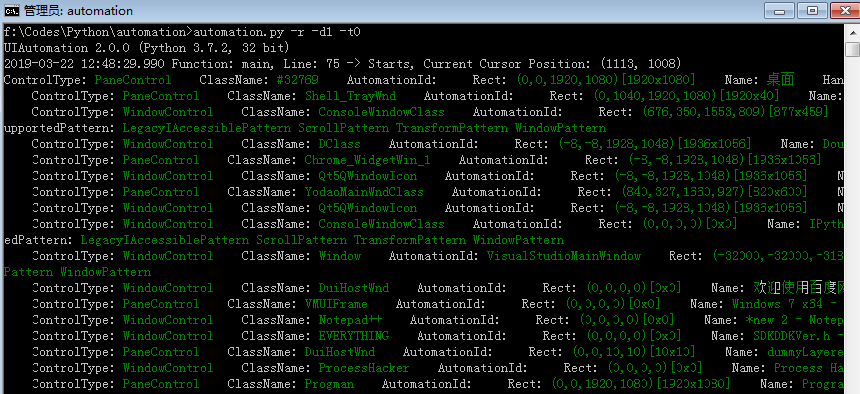 管理员: automation
f:\Codes\Python\automation>automation.py -r -d1 -t0
UIAutomation 2.0.0 (Python 3.7.2, 32 bit)
2019-03-22 12:48:29.990 Function: main, Line: 75 -> Starts, Current Cursor Position: (1113, 1008)
ControlType: PaneControl    ClassName: #32769    AutomationId:     Rect: (0,0,1920,1080)[1920x1080]    Name: 桌面    Han
    ControlType: PaneControl    ClassName: Shell_TrayWnd    AutomationId:     Rect: (0,1040,1920,1080)[1920x40]    Name:
    ControlType: WindowControl    ClassName: ConsoleWindowClass    AutomationId:     Rect: (676,350,1553,809)[877x459]
upportedPattern: LegacyIAccessiblePattern ScrollPattern TransformPattern WindowPattern
    ControlType: WindowControl    ClassName: DClass    AutomationId:     Rect: (-8,-8,1928,1048)[1936x1056]    Name: Dou
    ControlType: PaneControl    ClassName: Chrome_WidgetWin_1    AutomationId:     Rect: (-8,-8,1928,1048)[1936x1056]
    ControlType: WindowControl    ClassName: Qt5QWindowIcon    AutomationId:     Rect: (-8,-8,1928,1048)[1936x1056]    N
    ControlType: WindowControl    ClassName: YodaoMainWndClass    AutomationId:     Rect: (840,327,1660,927)[820x600]
    ControlType: WindowControl    ClassName: Qt5QWindowIcon    AutomationId:     Rect: (-8,-8,1928,1048)[1936x1056]    N
    ControlType: WindowControl    ClassName: ConsoleWindowClass    AutomationId:     Rect: (0,0,0,0)[0x0]    Name: IPyth
edPattern: LegacyIAccessiblePattern ScrollPattern TransformPattern WindowPattern
    ControlType: WindowControl    ClassName: Window    AutomationId: VisualStudioMainWindow    Rect: (-32000,-32000,-318
Pattern WindowPattern
    ControlType: WindowControl    ClassName: DuiHostWnd    AutomationId:     Rect: (0,0,0,0)[0x0]    Name: 欢迎使用百度网
    ControlType: PaneControl    ClassName: VMUIFrame    AutomationId:     Rect: (0,0,0,0)[0x0]    Name: Windows 7 x64 -
    ControlType: WindowControl    ClassName: Notepad++    AutomationId:     Rect: (0,0,0,0)[0x0]    Name: *new 2 - Notep
    ControlType: WindowControl    ClassName: EVERYTHING    AutomationId:     Rect: (0,0,0,0)[0x0]    Name: SDKDDKVer.h -
    ControlType: PaneControl    ClassName: DuiHostWnd    AutomationId:     Rect: (0,0,10,10)[10x10]    Name: dummyLayere
    ControlType: WindowControl    ClassName: ProcessHacker    AutomationId:     Rect: (0,0,0,0)[0x0]    Name: Process Ha
    ControlType: PaneControl    ClassName: Progman    AutomationId:     Rect: (0,0,1920,1080)[1920x1080]    Name: Progra